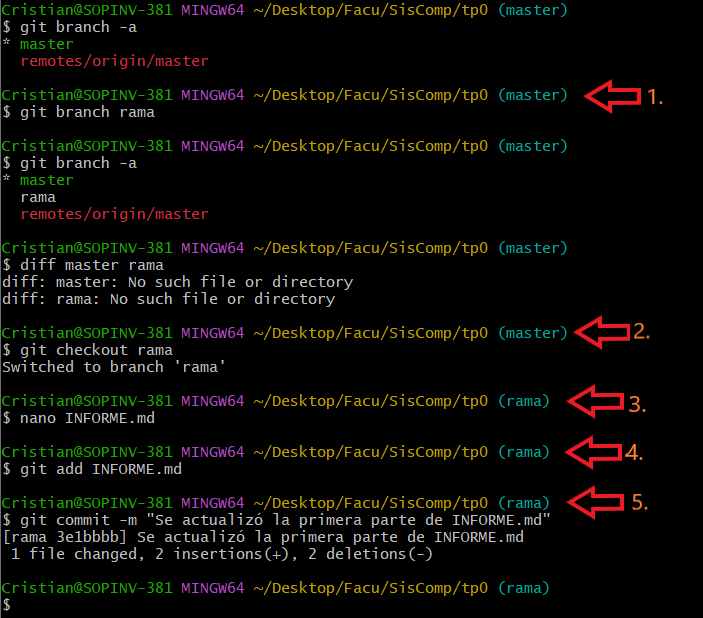 Cristian@SOPINV-381 MINGW64 ~/Desktop/Facu/SisComp/tp0 (master)
$ git branch -a
* master
  remotes/origin/master
Cristian@SOPINV-381 MINGW64 ~/Desktop/Facu/SisComp/tp0 (master) 1.
$ git branch rama
Cristian@SOPINV-381 MINGW64 ~/Desktop/Facu/SisComp/tp0 (master)
$ git branch -a
* master
  rama
  remotes/origin/master
Cristian@SOPINV-381 MINGW64 ~/Desktop/Facu/SisComp/tp0 (master)
$ diff master rama
diff: master: No such file or directory
diff: rama: No such file or directory
Cristian@SOPINV-381 MINGW64 ~/Desktop/Facu/SisComp/tp0 (master) 2.
$ git checkout rama
Switched to branch 'rama'
Cristian@SOPINV-381 MINGW64 ~/Desktop/Facu/SisComp/tp0 (rama) 3.
$ nano INFORME.md
Cristian@SOPINV-381 MINGW64 ~/Desktop/Facu/SisComp/tp0 (rama) 4.
$ git add INFORME.md
Cristian@SOPINV-381 MINGW64 ~/Desktop/Facu/SisComp/tp0 (rama) 5.
$ git commit -m "Se actualizó la primera parte de INFORME.md"
[rama 3e1bbbb] Se actualizó la primera parte de INFORME.md
 1 file changed, 2 insertions(+), 2 deletions(-)
Cristian@SOPINV-381 MINGW64 ~/Desktop/Facu/SisComp/tp0 (rama)
$